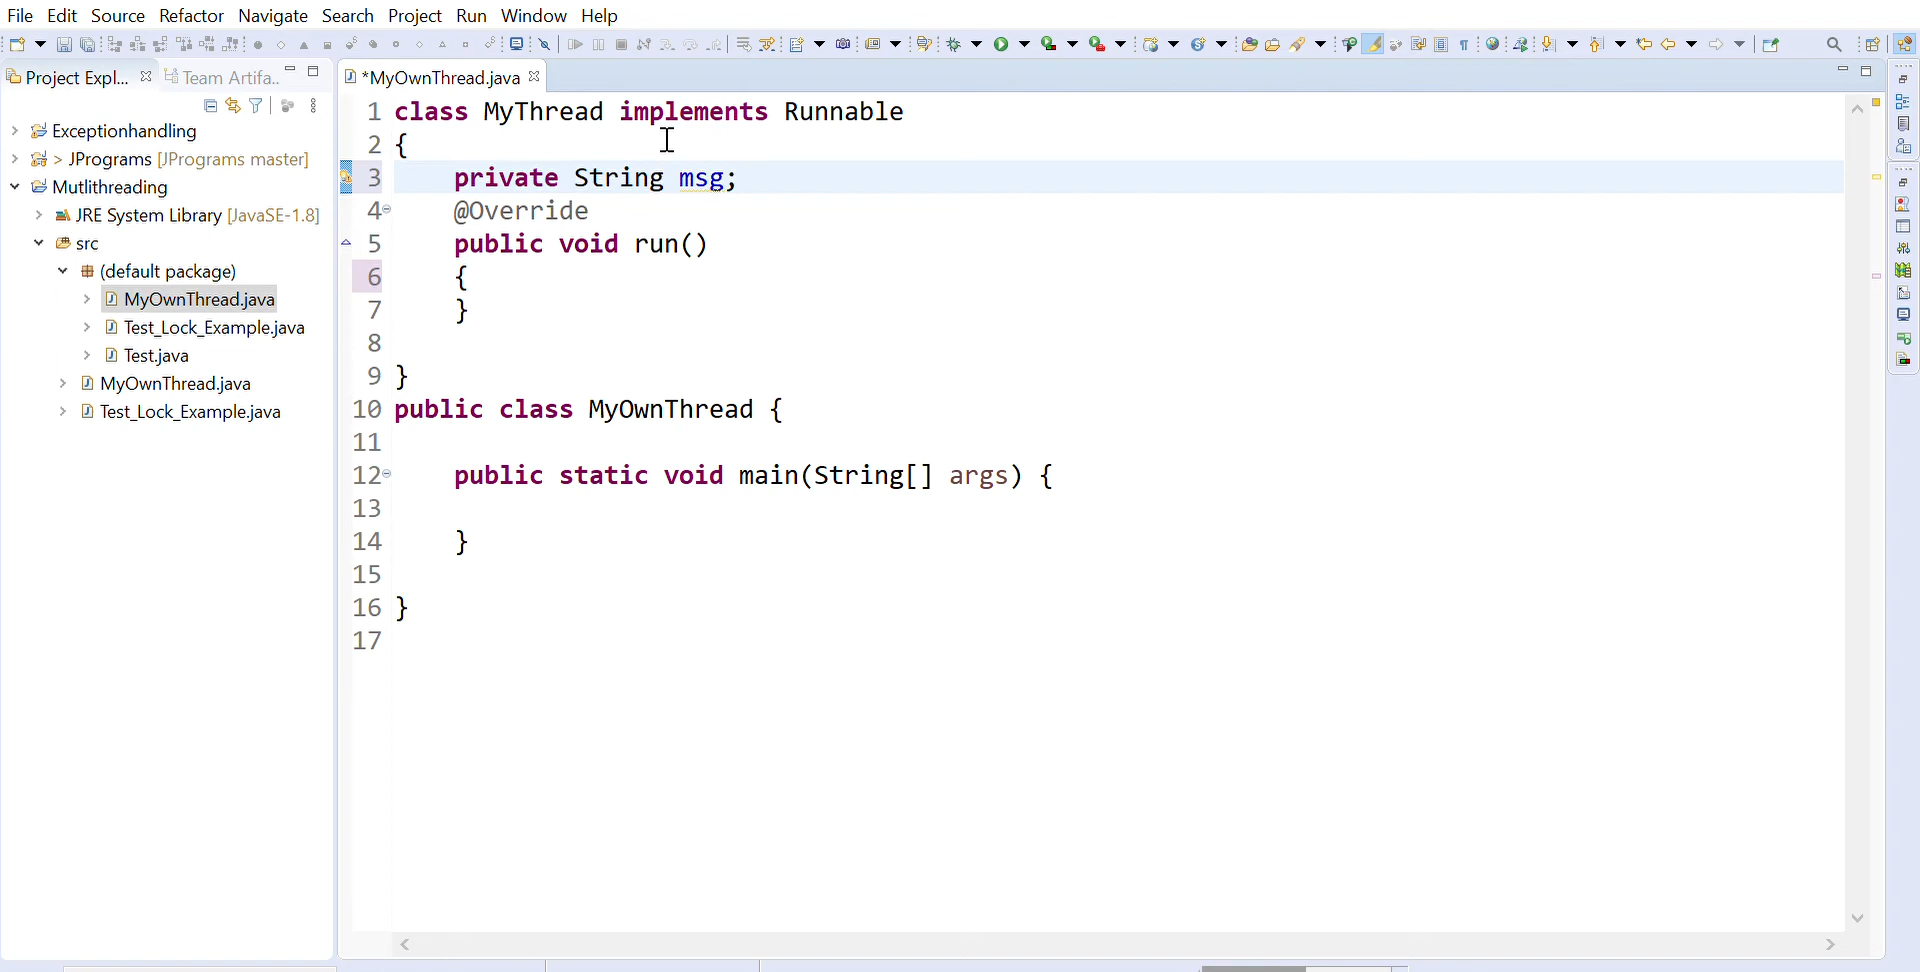 File Edit Source Refactor Navigate Search Project Run Window Help
Project Expl... Team Artifa..
Exceptionhandling
> JPrograms [JPrograms master]
Mutlithreading
JRE System Library [JavaSE-1.8]
src
(default package)
MyOwnThread.java
Test_Lock_Example.java
Test.java
MyOwnThread.java
Test_Lock_Example.java
*MyOwnThread.java
1 class MyThread implements Runnable
2 {
3 private String msg;
4 @Override
5 public void run()
6 {
7 }
8
9 }
10 public class MyOwnThread {
11
12 public static void main(String[] args) {
13
14 }
15
16 }
17